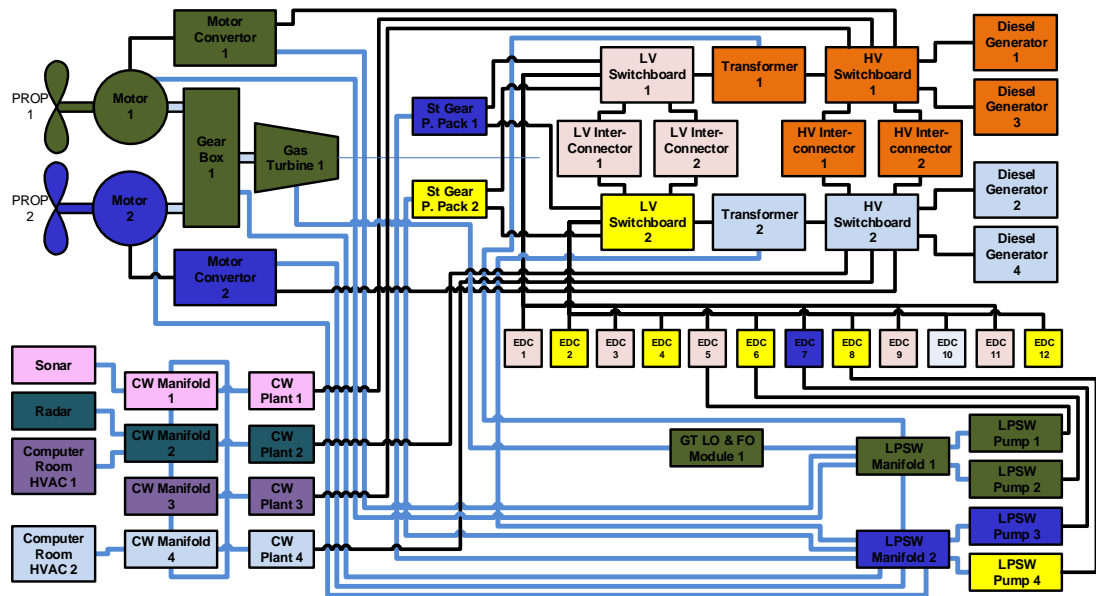 Motor
Convertor
1
PROP
1
Motor
1
Gear
Box
1
Gas
Turbine 1
PROP
2
Motor
2
Motor
Convertor
2
St Gear
P. Pack 1
St Gear
P. Pack 2
LV
Switchboard
1
Transformer
1
HV
Switchboard
1
Diesel
Generator
1
Diesel
Generator
3
LV Inter-
Connector
1
LV Inter-
Connector
2
HV Inter-
connector
1
HV Inter-
connector
2
LV
Switchboard
2
Transformer
2
HV
Switchboard
2
Diesel
Generator
2
Diesel
Generator
4
EDC
1
EDC
2
EDC
3
EDC
4
EDC
5
EDC
6
EDC
7
EDC
8
EDC
9
EDC
10
EDC
11
EDC
12
Sonar
Radar
Computer
Room
HVAC 1
Computer
Room
HVAC 2
CW Manifold
1
CW Manifold
2
CW Manifold
3
CW Manifold
4
CW
Plant 1
CW
Plant 2
CW
Plant 3
CW
Plant 4
GT LO & FO
Module 1
LPSW
Manifold 1
LPSW
Manifold 2
LPSW
Pump 1
LPSW
Pump 2
LPSW
Pump 3
LPSW
Pump 4